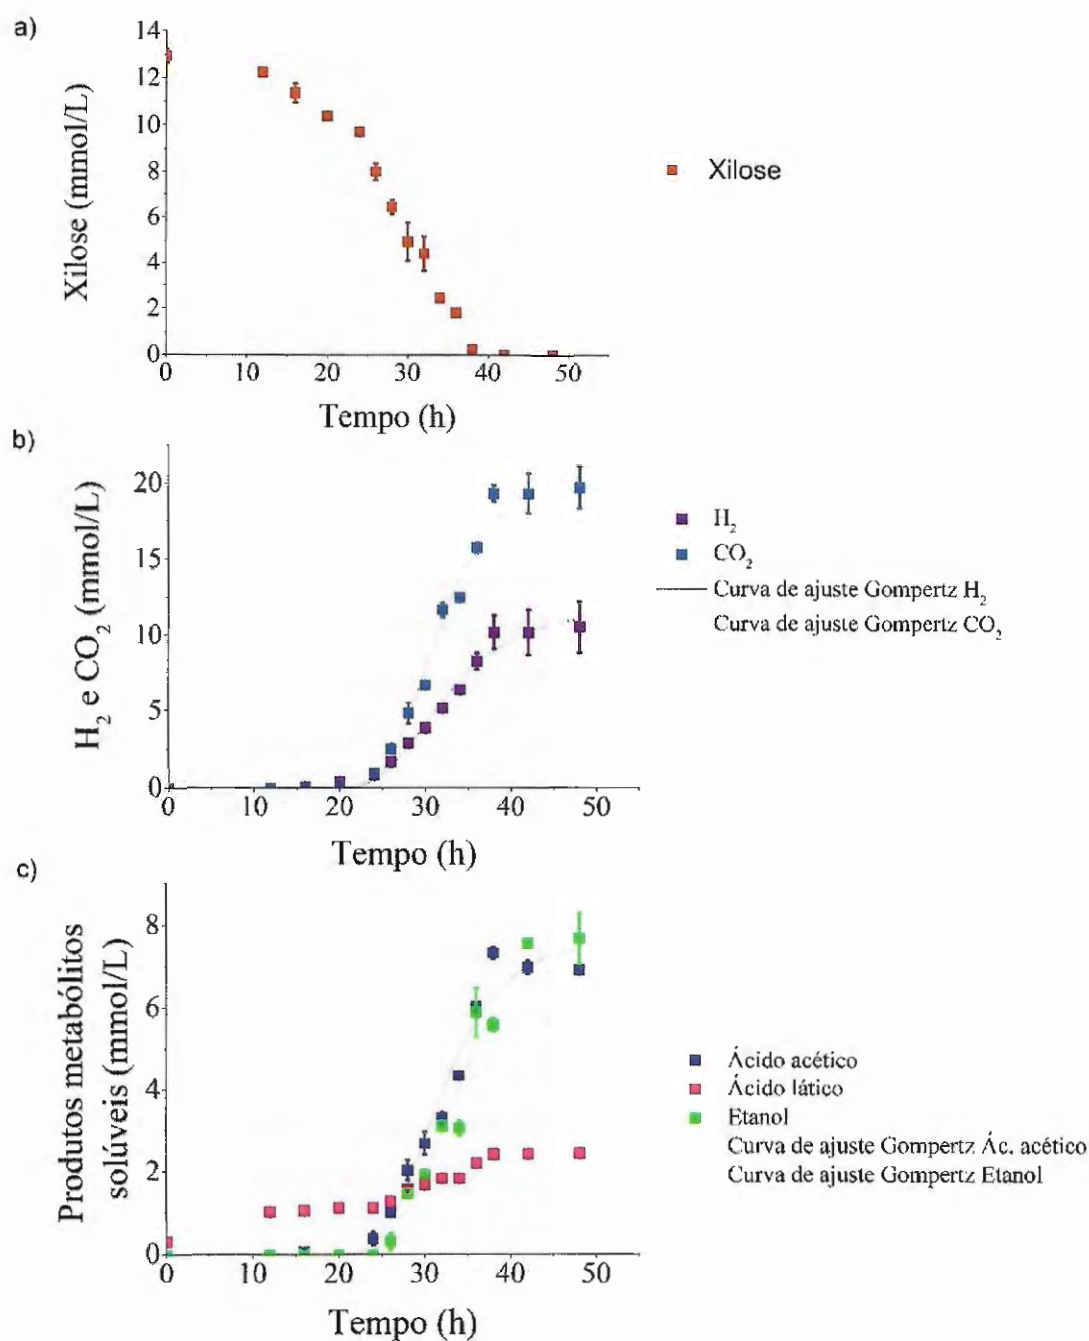 a)
Xilose (mmol/L)
14
12
10
8
6
4
2
0
0 10 20 30 40 50
Tempo (h)
Xilose
b)
H₂ e CO₂ (mmol/L)
20
15
10
5
0
0 10 20 30 40 50
Tempo (h)
H₂
CO₂
Curva de ajuste Gompertz H₂
Curva de ajuste Gompertz CO₂
c)
Produtos metabólitos
solúveis (mmol/L)
8
6
4
2
0
0 10 20 30 40 50
Tempo (h)
Ácido acético
Ácido lático
Etanol
Curva de ajuste Gompertz Ác. acético
Curva de ajuste Gompertz Etanol